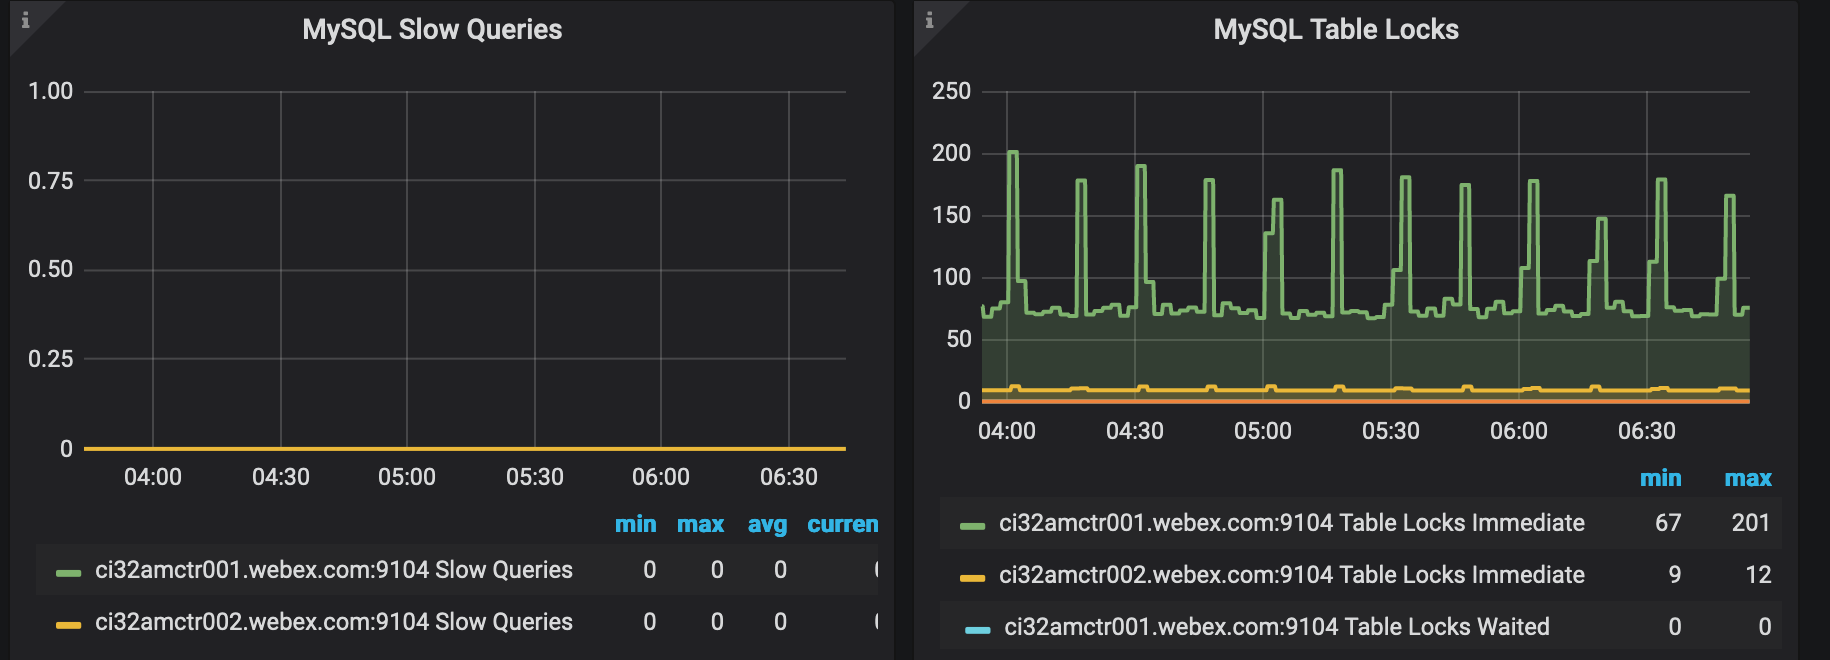 MySQL Slow Queries
1.00
0.75
0.50
0.25
0
04:00 04:30 05:00 05:30 06:00 06:30
min max avg curren
ci32amctr001.webex.com:9104 Slow Queries 0 0 0
ci32amctr002.webex.com:9104 Slow Queries 0 0 0
MySQL Table Locks
250
200
150
100
50
0
04:00 04:30 05:00 05:30 06:00 06:30
min max
ci32amctr001.webex.com:9104 Table Locks Immediate 67 201
ci32amctr002.webex.com:9104 Table Locks Immediate 9 12
ci32amctr001.webex.com:9104 Table Locks Waited 0 0